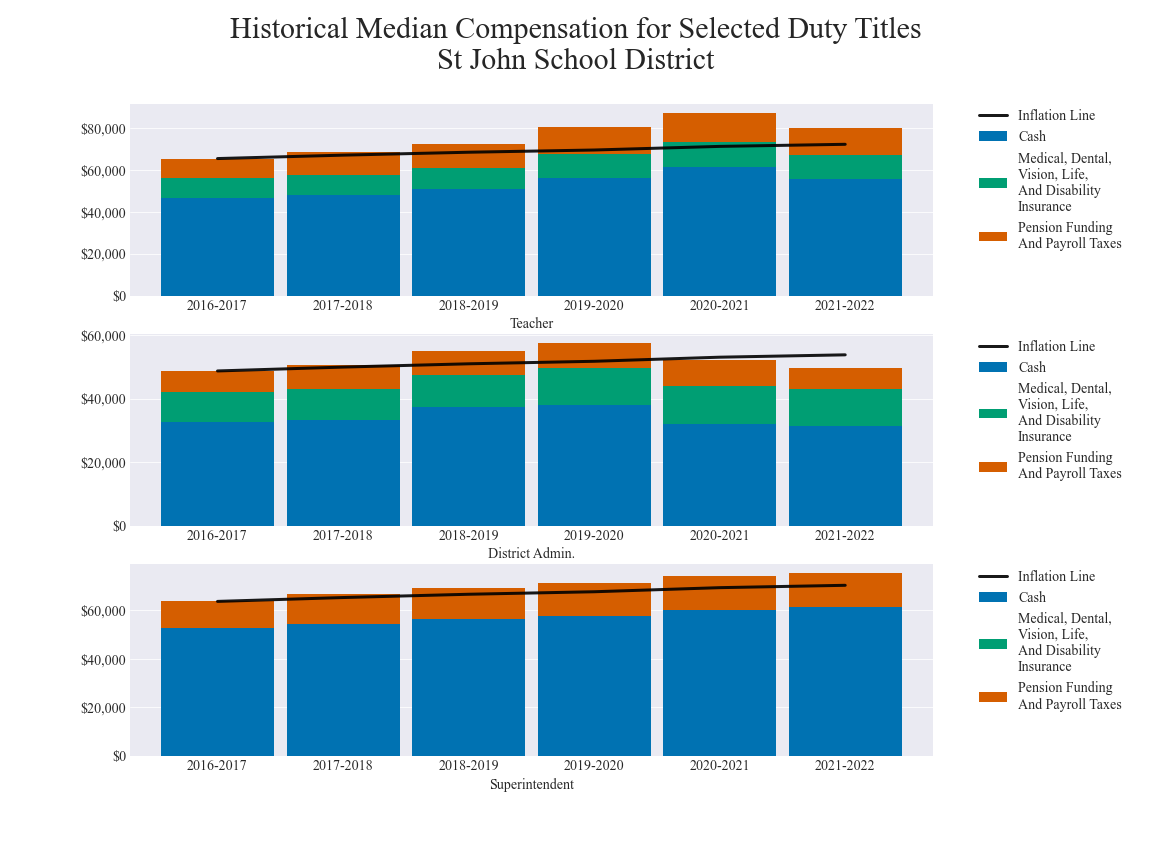 Historical Median Compensation for Selected Duty Titles
St John School District
$80,000
$60,000
$40,000
$20,000
$0
2016-2017 2017-2018 2018-2019 2019-2020 2020-2021 2021-2022
Teacher
Inflation Line
Cash
Medical, Dental,
Vision, Life,
And Disability
Insurance
Pension Funding
And Payroll Taxes
$60,000
$40,000
$20,000
$0
2016-2017 2017-2018 2018-2019 2019-2020 2020-2021 2021-2022
District Admin.
Inflation Line
Cash
Medical, Dental,
Vision, Life,
And Disability
Insurance
Pension Funding
And Payroll Taxes
$60,000
$40,000
$20,000
$0
2016-2017 2017-2018 2018-2019 2019-2020 2020-2021 2021-2022
Superintendent
Inflation Line
Cash
Medical, Dental,
Vision, Life,
And Disability
Insurance
Pension Funding
And Payroll Taxes